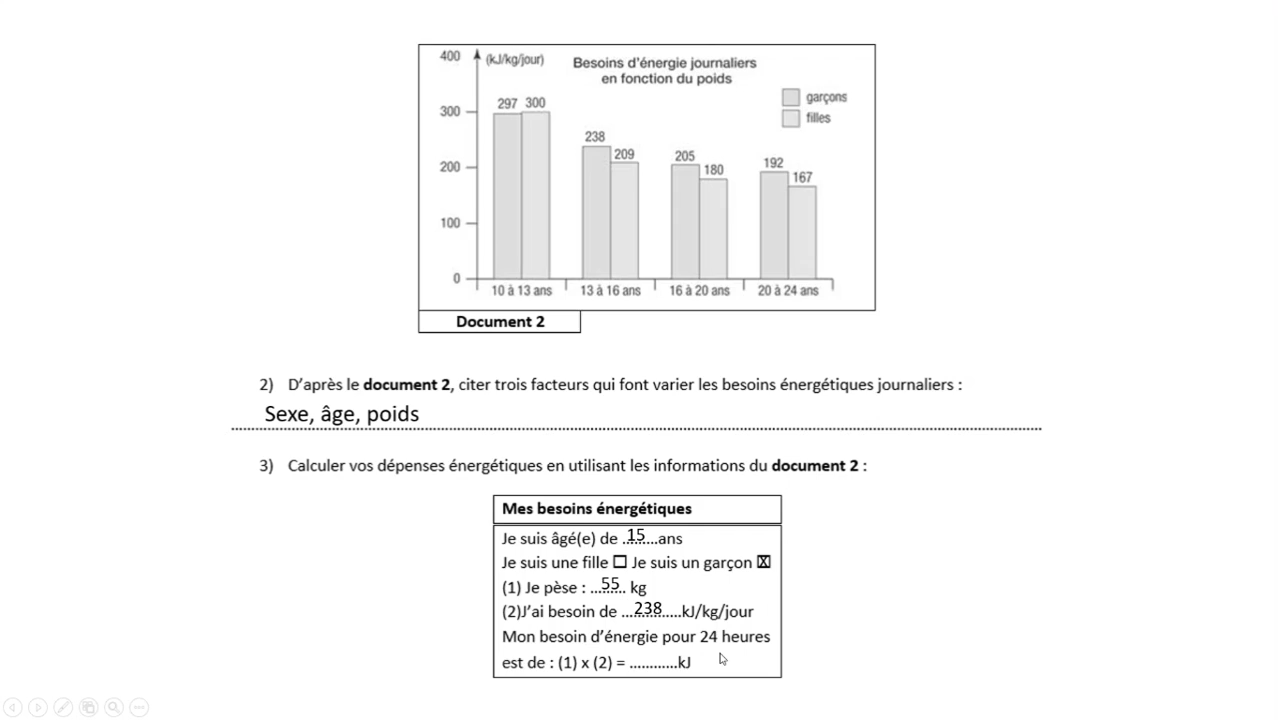 400 (kJ/kg/jour)
Besoins d'énergie journaliers
en fonction du poids
garçons
filles
300
200
100
0
297 300
238
209
205
180
192
167
10 à 13 ans 13 à 16 ans 16 à 20 ans 20 à 24 ans
Document 2
2) D'après le document 2, citer trois facteurs qui font varier les besoins énergétiques journaliers :
Sexe, âge, poids
3) Calculer vos dépenses énergétiques en utilisant les informations du document 2 :
Mes besoins énergétiques
Je suis âgé(e) de ..15...ans
Je suis une fille ☐ Je suis un garçon ☒
(1) Je pèse : ...55.. kg
(2)J'ai besoin de ...238.....kJ/kg/jour
Mon besoin d'énergie pour 24 heures
est de : (1) x (2) = ............kJ